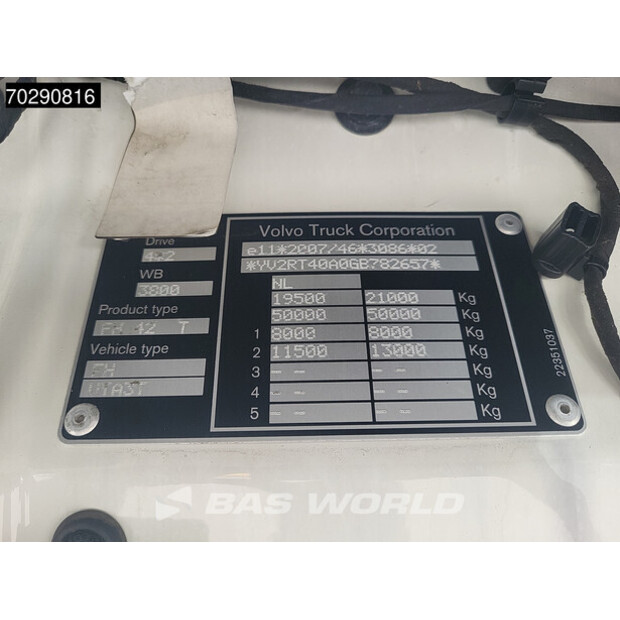 70290816
Volvo Truck Corporation
Drive
4*2
e11*2007/46*3086*02
*YV2RT40A0GB782657*
WB
3800
NL
19500 21000 Kg
Product type
50000 50000 Kg
FH 42 T
1 8000 8000 Kg
Vehicle type
2 11500 13000 Kg
FH
3 -- -- Kg
4 -- -- Kg
5 -- -- Kg
22351037
BAS WORLD